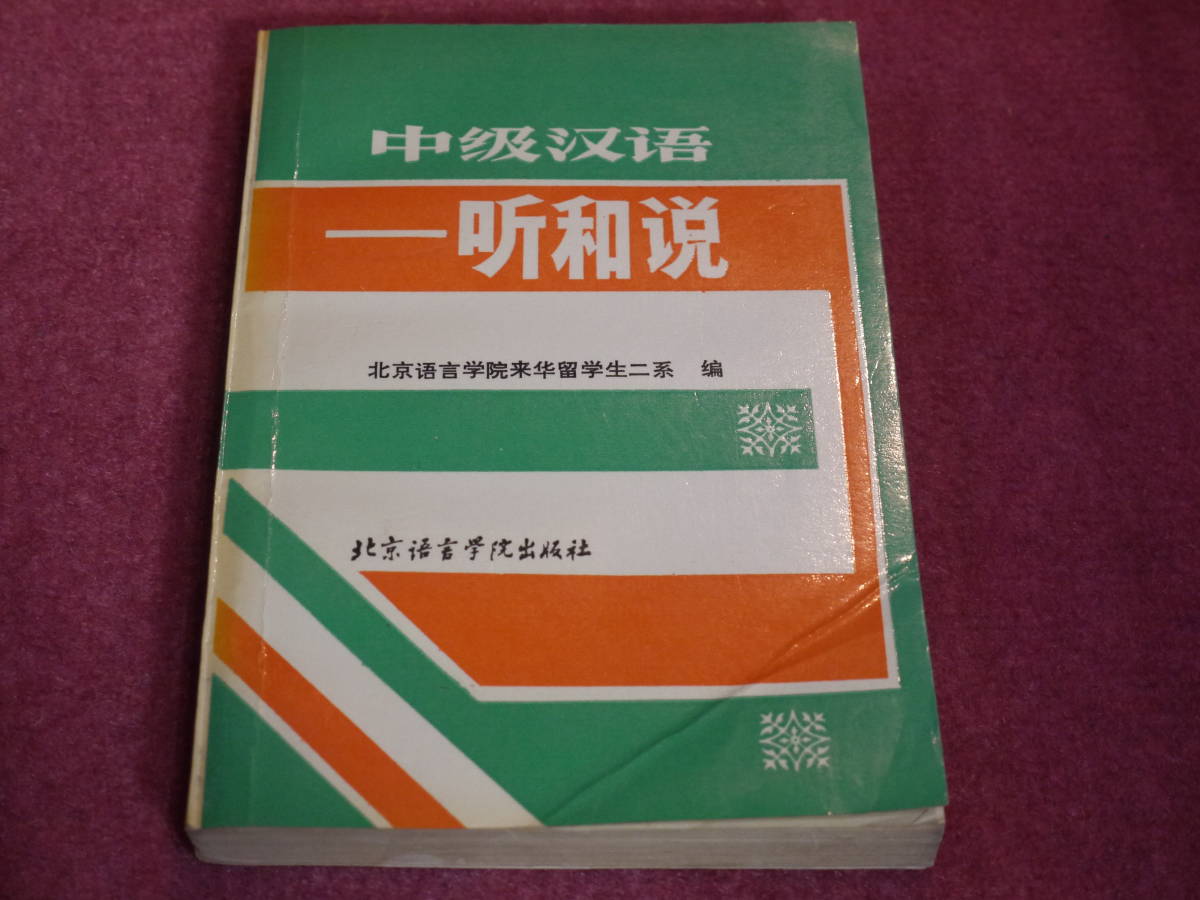 中级汉语
——听和说
北京语言学院来华留学生二系 编
北京语言学院出版社